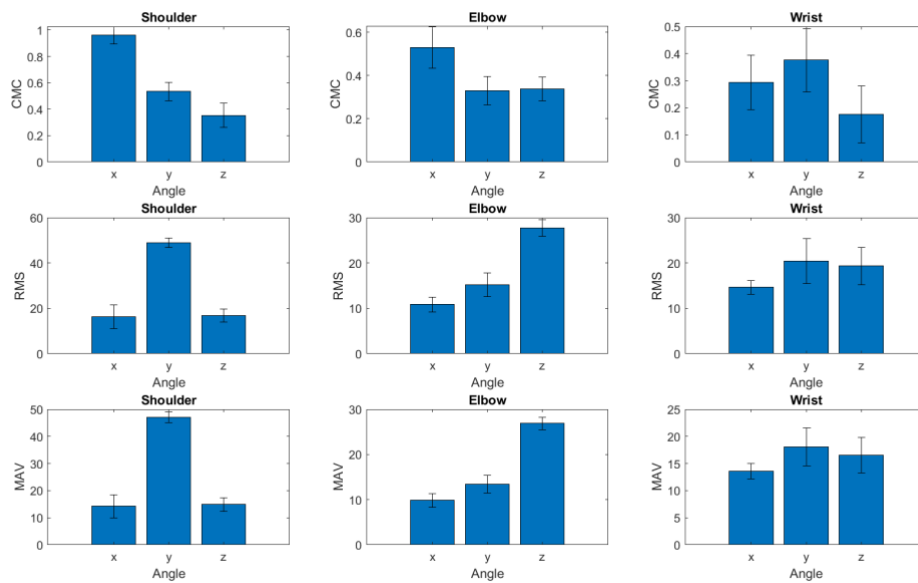 Shoulder
CMC
1
0.8
0.6
0.4
0.2
0
x y z
Angle
Elbow
CMC
0.6
0.4
0.2
0
x y z
Angle
Wrist
CMC
0.5
0.4
0.3
0.2
0.1
0
x y z
Angle
Shoulder
RMS
60
40
20
0
x y z
Angle
Elbow
RMS
30
20
10
0
x y z
Angle
Wrist
RMS
30
20
10
0
x y z
Angle
Shoulder
MAV
50
40
30
20
10
0
x y z
Angle
Elbow
MAV
30
20
10
0
x y z
Angle
Wrist
MAV
25
20
15
10
5
0
x y z
Angle